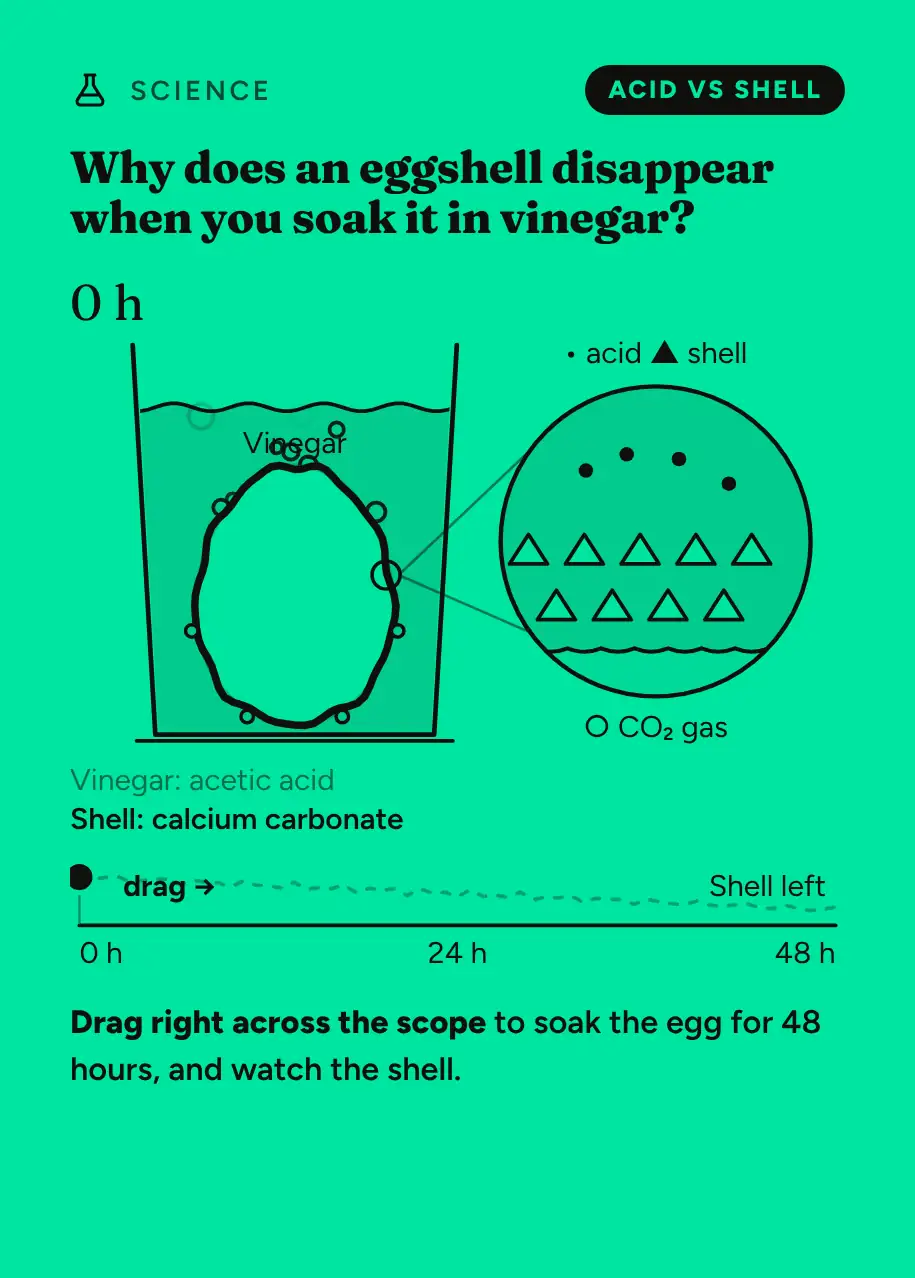 SCIENCE
ACID VS SHELL
Why does an eggshell disappear
when you soak it in vinegar?
0 h
• acid ▲ shell
Vinegar
CO₂ gas
Vinegar: acetic acid
Shell: calcium carbonate
drag →
Shell left
0 h
24 h
48 h
Drag right across the scope to soak the egg for 48
hours, and watch the shell.